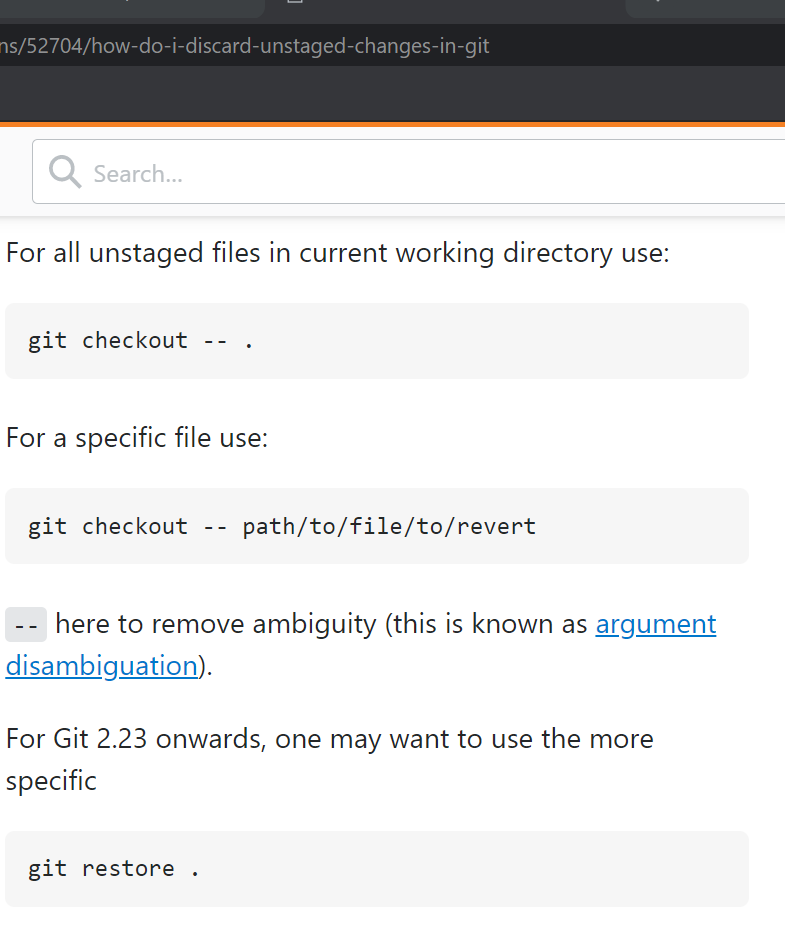 ns/52704/how-do-i-discard-unstaged-changes-in-git
Search...
For all unstaged files in current working directory use:
git checkout -- .
For a specific file use:
git checkout -- path/to/file/to/revert
-- here to remove ambiguity (this is known as argument
disambiguation).
For Git 2.23 onwards, one may want to use the more
specific
git restore .